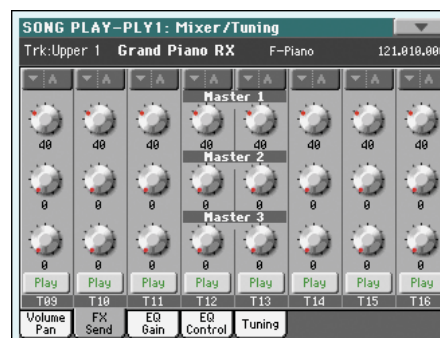 SONG PLAY-PLY1: Mixer/Tuning
Trk:Upper 1 Grand Piano RX F-Piano 121.010.000
A A A A A A A A
Master 1
40 40 40 40 40 40 40 40
Master 2
0 0 0 0 0 0 0 0
Master 3
0 0 0 0 0 0 0 0
Play Play Play Play Play Play Play Play
T09 T10 T11 T12 T13 T14 T15 T16
Volume Pan FX Send EQ Gain EQ Control Tuning